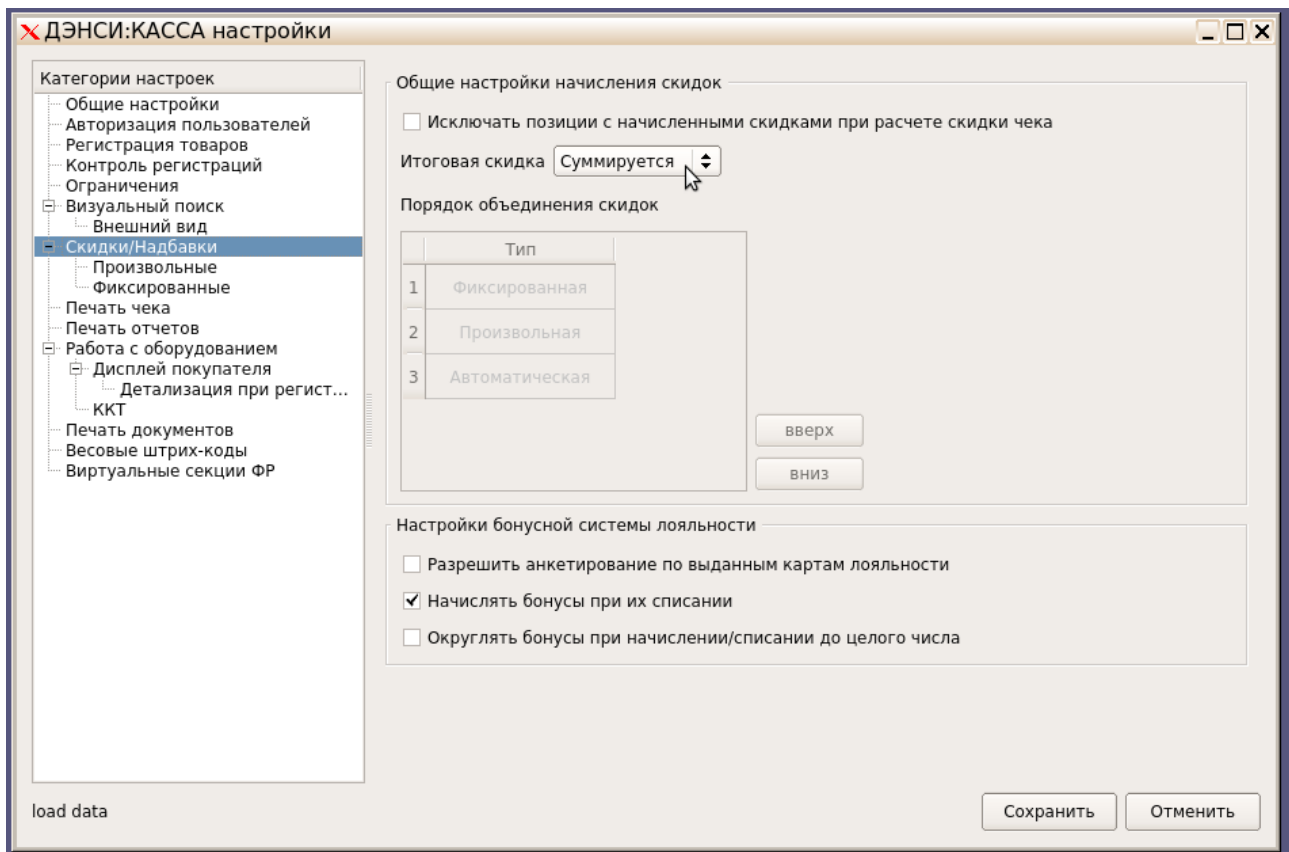 ДЭНСИ:КАССА настройки
Категории настроек
Общие настройки
Авторизация пользователей
Регистрация товаров
Контроль регистраций
Ограничения
Визуальный поиск
Внешний вид
Скидки/Надбавки
Произвольные
Фиксированные
Печать чека
Печать отчетов
Работа с оборудованием
Дисплей покупателя
Детализация при регист...
ККТ
Печать документов
Весовые штрих-коды
Виртуальные секции ФР
Общие настройки начисления скидок
Исключать позиции с начисленными скидками при расчете скидки чека
Итоговая скидка Суммируется
Порядок объединения скидок
Тип
1 Фиксированная
2 Произвольная
3 Автоматическая
вверх
вниз
Настройки бонусной системы лояльности
Разрешить анкетирование по выданным картам лояльности
Начислять бонусы при их списании
Округлять бонусы при начислении/списании до целого числа
load data
Сохранить Отменить